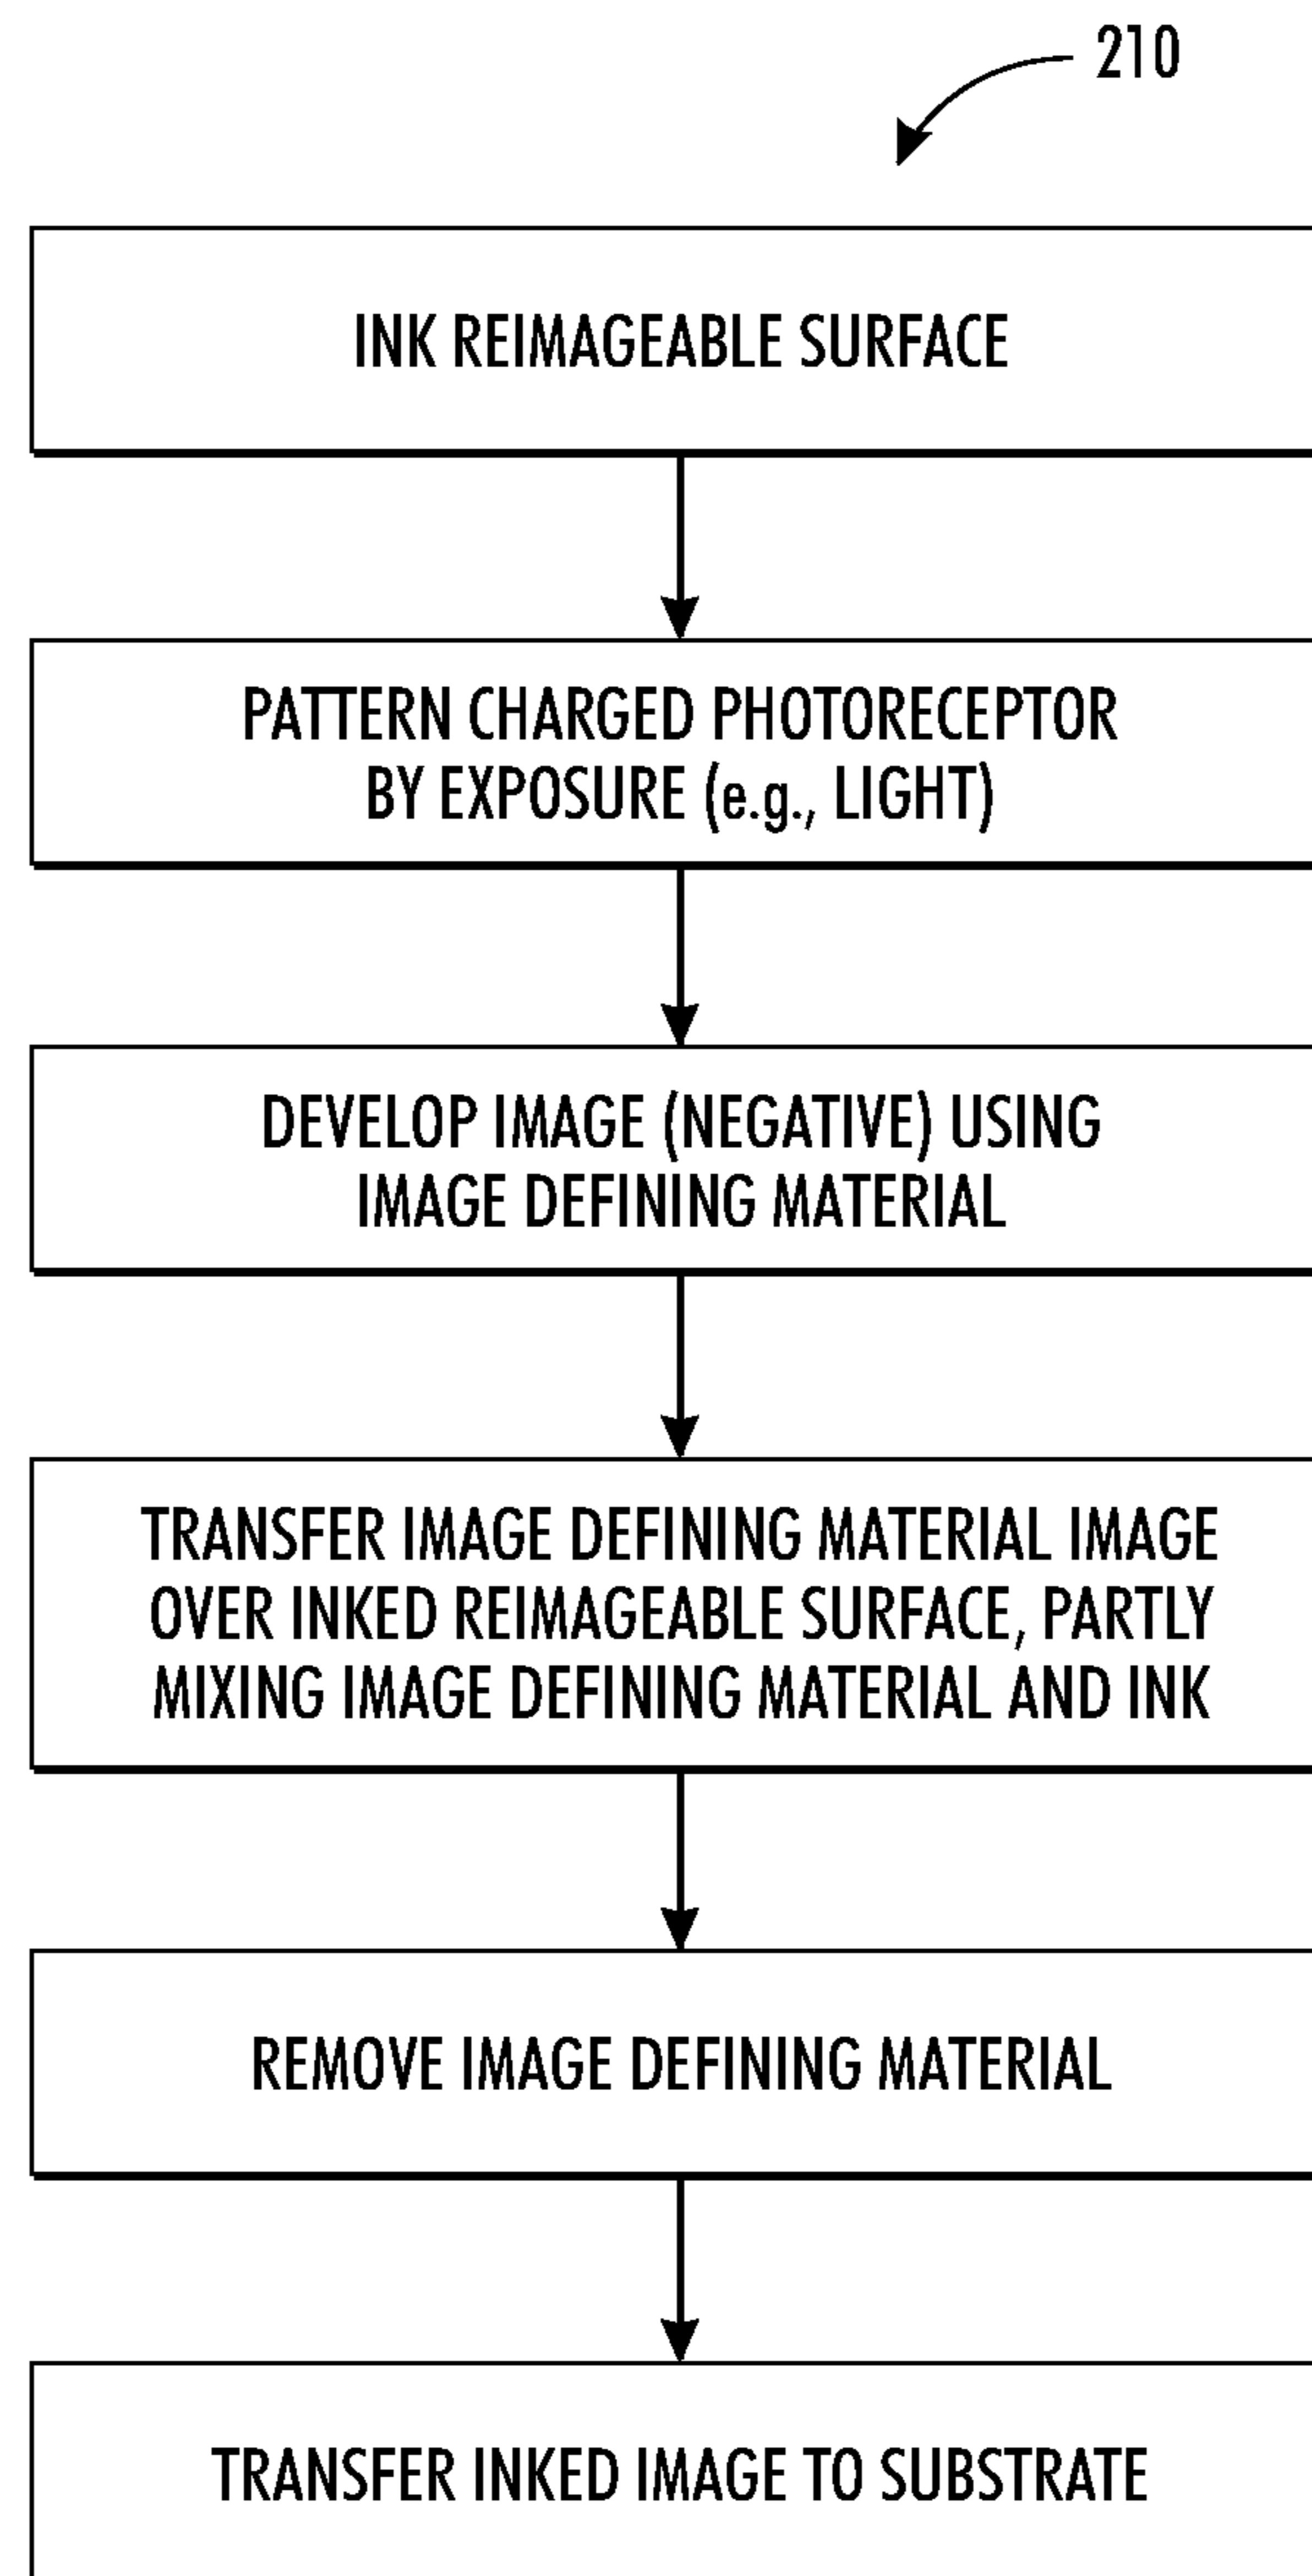 210
INK REIMAGEABLE SURFACE
PATTERN CHARGED PHOTORECEPTOR
BY EXPOSURE (e.g., LIGHT)
DEVELOP IMAGE (NEGATIVE) USING
IMAGE DEFINING MATERIAL
TRANSFER IMAGE DEFINING MATERIAL IMAGE
OVER INKED REIMAGEABLE SURFACE, PARTLY
MIXING IMAGE DEFINING MATERIAL AND INK
REMOVE IMAGE DEFINING MATERIAL
TRANSFER INKED IMAGE TO SUBSTRATE